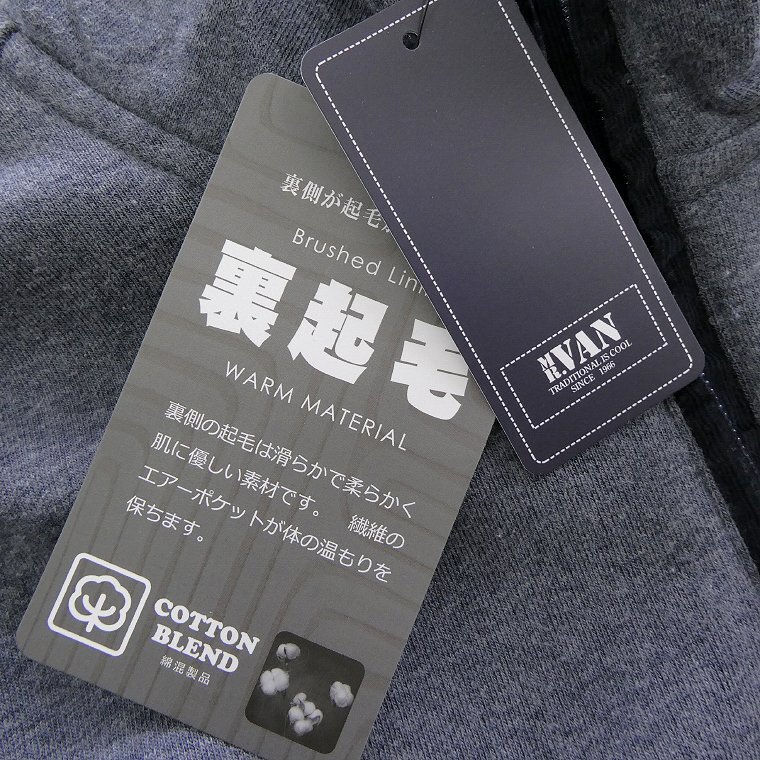 裏側が起毛
Brushed
裏起毛
WARM MATERIAL
裏側の起毛は滑らかで柔らかく
肌に優しい素材です。 繊維の
エアーポケットが体の温もりを
保ちます。
COTTON
BLEND
綿混製品
MR.VAN
TRADITIONAL IS COOL
SINCE 1966